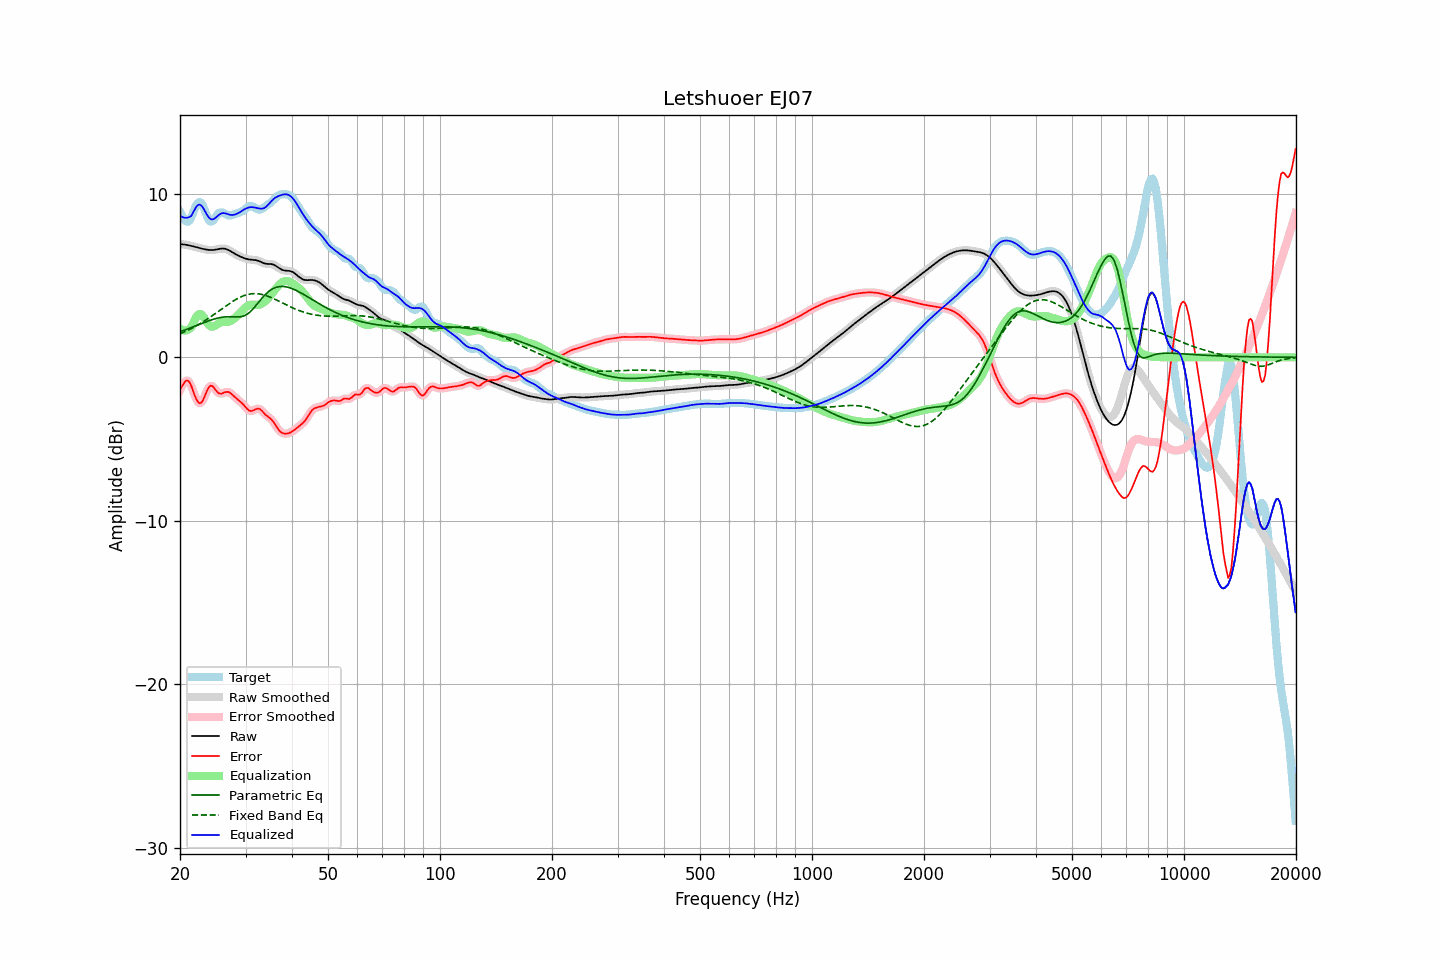 Letshuoer EJ07
10
0
−10
−20
−30
Amplitude (dBr)
20
50
100
200
500
1000
2000
5000
10000
20000
Frequency (Hz)
Target
Raw Smoothed
Error Smoothed
Raw
Error
Equalization
Parametric Eq
Fixed Band Eq
Equalized